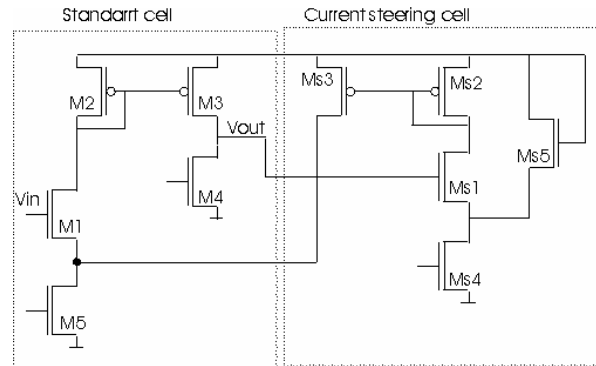 Standarrt cell
Current steering cell
M2
M3
Ms3
Ms2
Vout
Ms5
Vin
M4
Ms1
M1
Ms4
M5